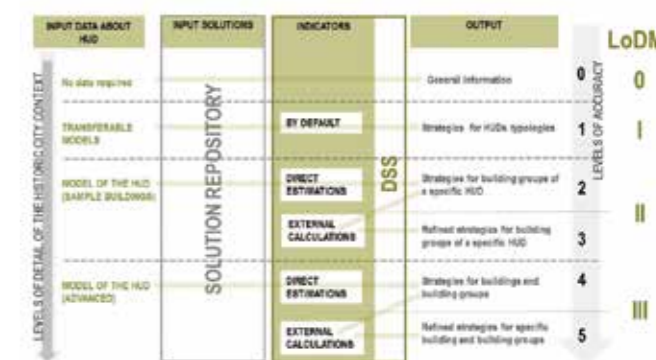 INPUT DATA ABOUT
HUD
INPUT SOLUTIONS
INDICATORS
OUTPUT
LoDM
LEVELS OF DETAIL OF THE HISTORIC CITY CONTEXT
No data required
TRANSFERABLE
MODELS
MODEL OF THE HUD
(SAMPLE BUILDINGS)
MODEL OF THE HUD
(ADVANCED)
SOLUTION REPOSITORY
BY DEFAULT
DIRECT
ESTIMATIONS
EXTERNAL
CALCULATIONS
DIRECT
ESTIMATIONS
EXTERNAL
CALCULATIONS
DSS
General information
Strategies for HUDs typologies
Strategies for building groups of
a specific HUD
Refined strategies for building
groups of a specific HUD
Strategies for buildings and
building groups
Refined strategies for specific
building and building groups
0
1
2
3
4
5
LEVELS OF ACCURACY
0
I
II
III